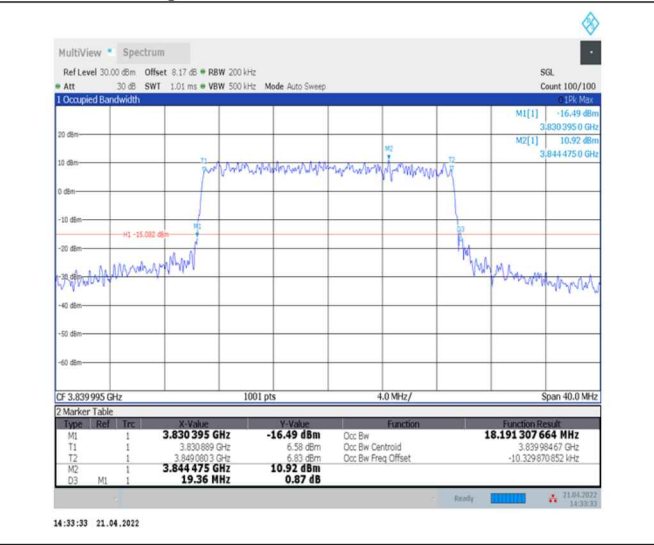 MultiView Spectrum
Ref Level 30.00 dBm Offset 8.17 dB RBW 200 kHz SGL
Att 30 dB SWT 1.01 ms VBW 500 kHz Mode Auto Sweep Count 100/100
1 Occupied Bandwidth 1Pk Max
M1[1] -16.49 dBm
3.830 395 0 GHz
M2[1] 10.92 dBm
3.844 475 0 GHz
20 dBm
M2
10 dBm
T1
T2
0 dBm
-10 dBm
M1
D3
H1 -15.082 dBm
-20 dBm
-30 dBm
-40 dBm
-50 dBm
-60 dBm
CF 3.839 995 GHz 1001 pts 4.0 MHz/ Span 40.0 MHz
2 Marker Table
Type Ref Trc X-Value Y-Value Function Function Result
M1 1 3.830 395 GHz -16.49 dBm Occ Bw 18.191 307 664 MHz
T1 1 3.830 889 GHz 6.58 dBm Occ Bw Centroid 3.839 984 67 GHz
T2 1 3.849 080 3 GHz 6.83 dBm Occ Bw Freq Offset -10.329 870 852 kHz
M2 1 3.844 475 GHz 10.92 dBm
D3 M1 1 19.36 MHz 0.87 dB
Ready 21.04.2022
14:33:33
14:33:33 21.04.2022